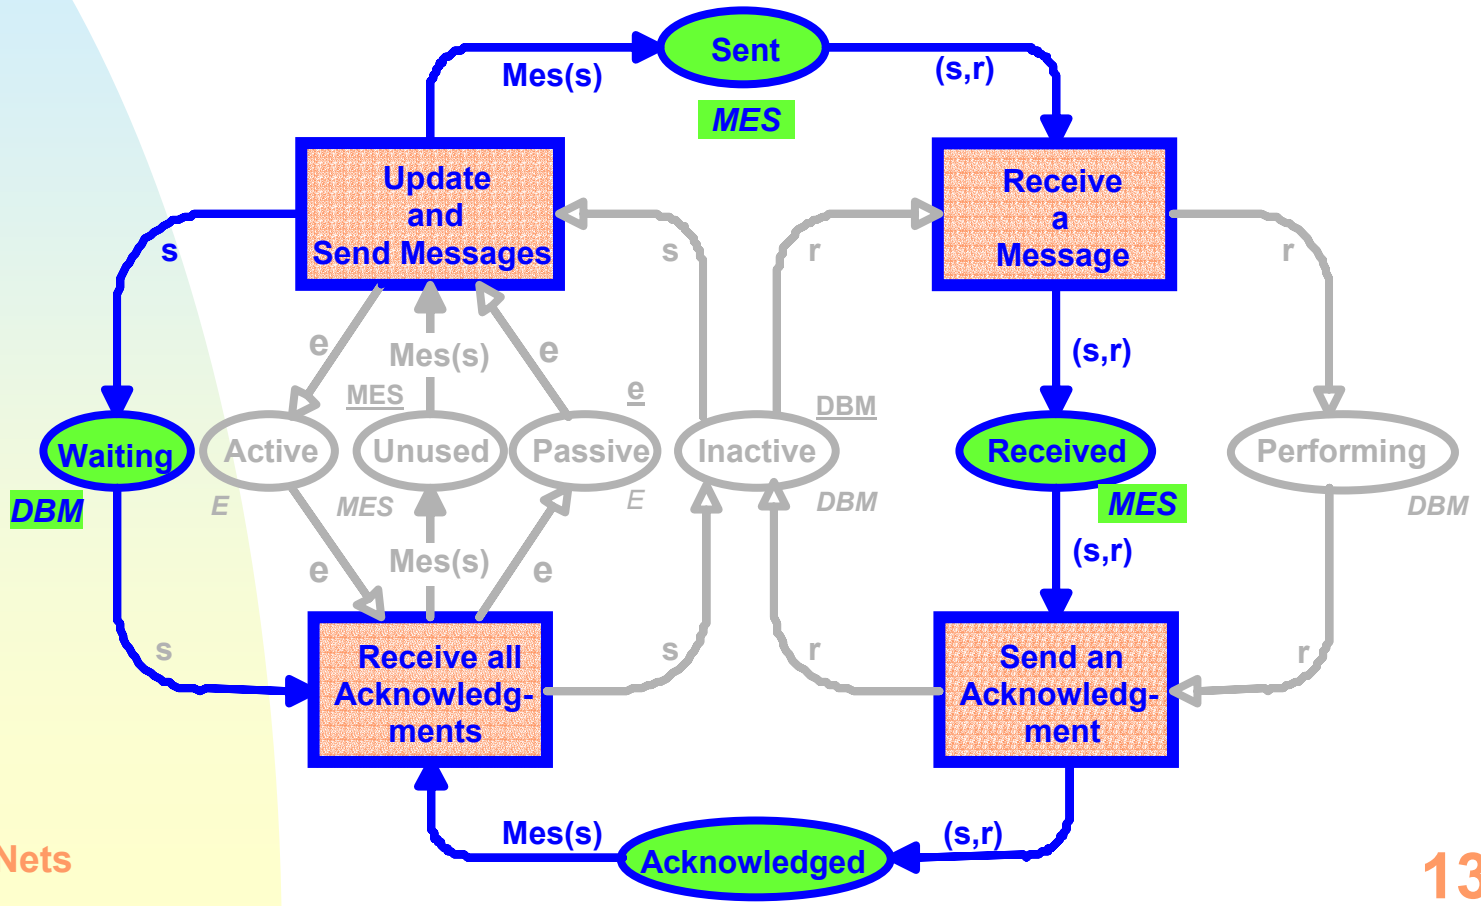 Sent
Mes(s)
(s,r)
MES
Update
and
Send Messages
Receive
a
Message
s
s
r
r
e
Mes(s)
e
(s,r)
MES
e
DBM
Waiting
Active
Unused
Passive
Inactive
Received
Performing
DBM
E
MES
E
DBM
MES
DBM
e
Mes(s)
e
(s,r)
s
s
r
r
Receive all
Acknowledg-
ments
Send an
Acknowledg-
ment
Mes(s)
(s,r)
Acknowledged
Nets
13